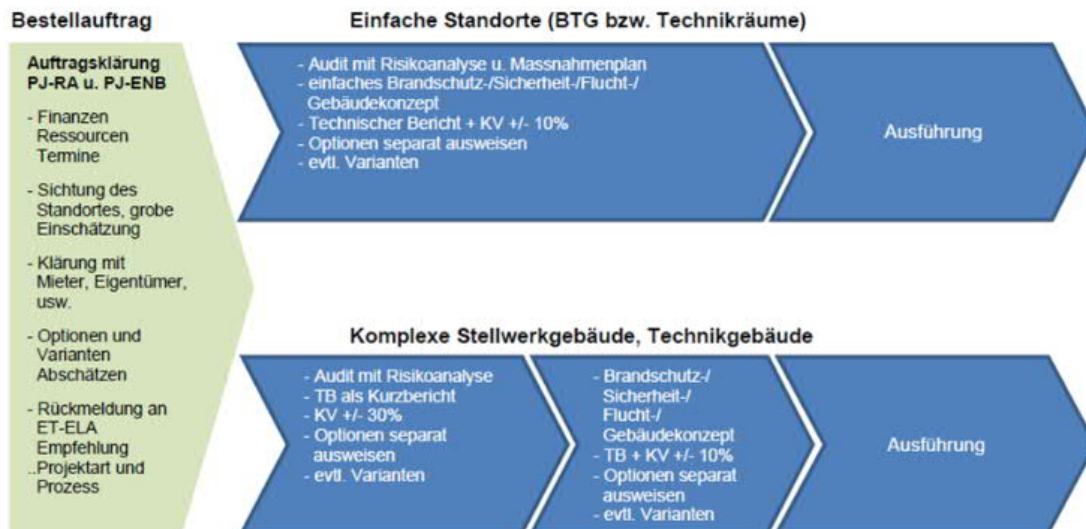 Bestellauftrag
Auftragsklärung
PJ-RA u. PJ-ENB
- Finanzen
Ressourcen
Termine
- Sichtung des
Standortes, grobe
Einschätzung
- Klärung mit
Mieter, Eigentümer,
usw.
- Optionen und
Varianten
Abschätzen
- Rückmeldung an
ET-ELA
Empfehlung
..Projektart und
Prozess
Einfache Standorte (BTG bzw. Technikräume)
- Audit mit Risikoanalyse u. Massnahmenplan
- einfaches Brandschutz-/Sicherheit-/Flucht-/
Gebäudekonzept
- Technischer Bericht + KV +/- 10%
- Optionen separat ausweisen
- evtl. Varianten
Ausführung
Komplexe Stellwerkgebäude, Technikgebäude
- Audit mit Risikoanalyse
- TB als Kurzbericht
- KV +/- 30%
- Optionen separat
ausweisen
- evtl. Varianten
- Brandschutz-/
Sicherheit-/
Flucht-/
Gebäudekonzept
- TB + KV +/- 10%
- Optionen separat
ausweisen
- evtl. Varianten
Ausführung